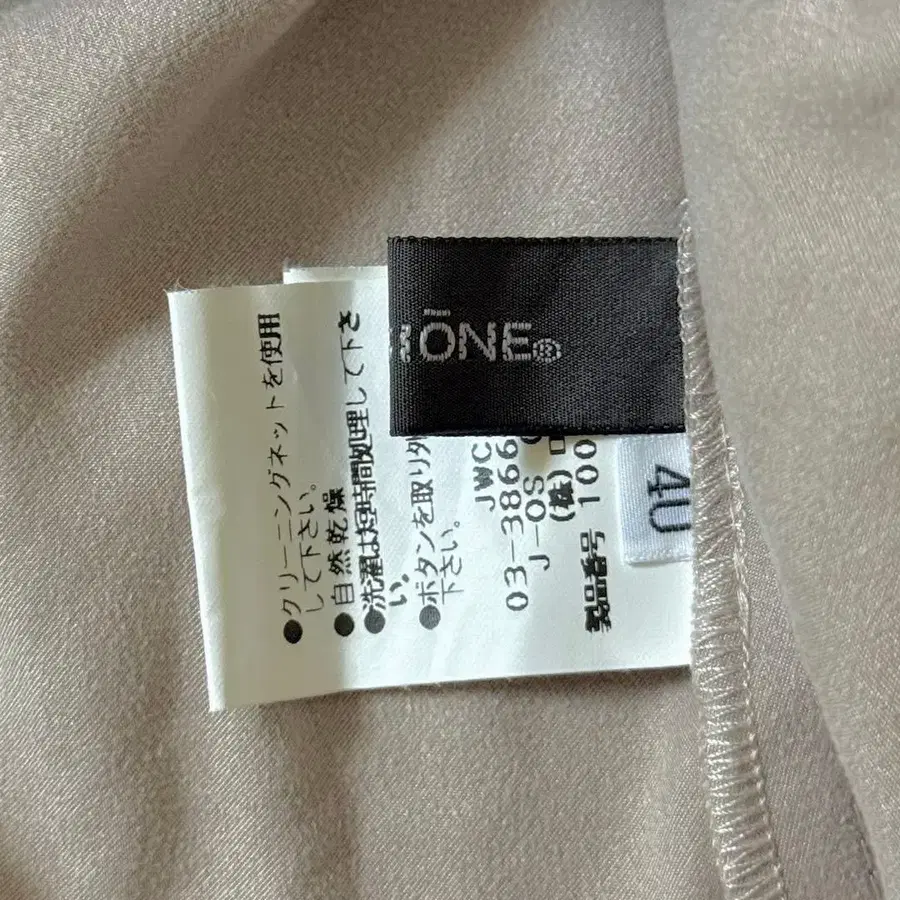 ●クリーニングネットを使用
して下さい。
●自然乾燥
●洗濯は短時間処理して下さ
い。
●ボタンを取り外
下さい。
JWC
03-3866
J-OS
(株)
製品番号 100
ŌNE
40